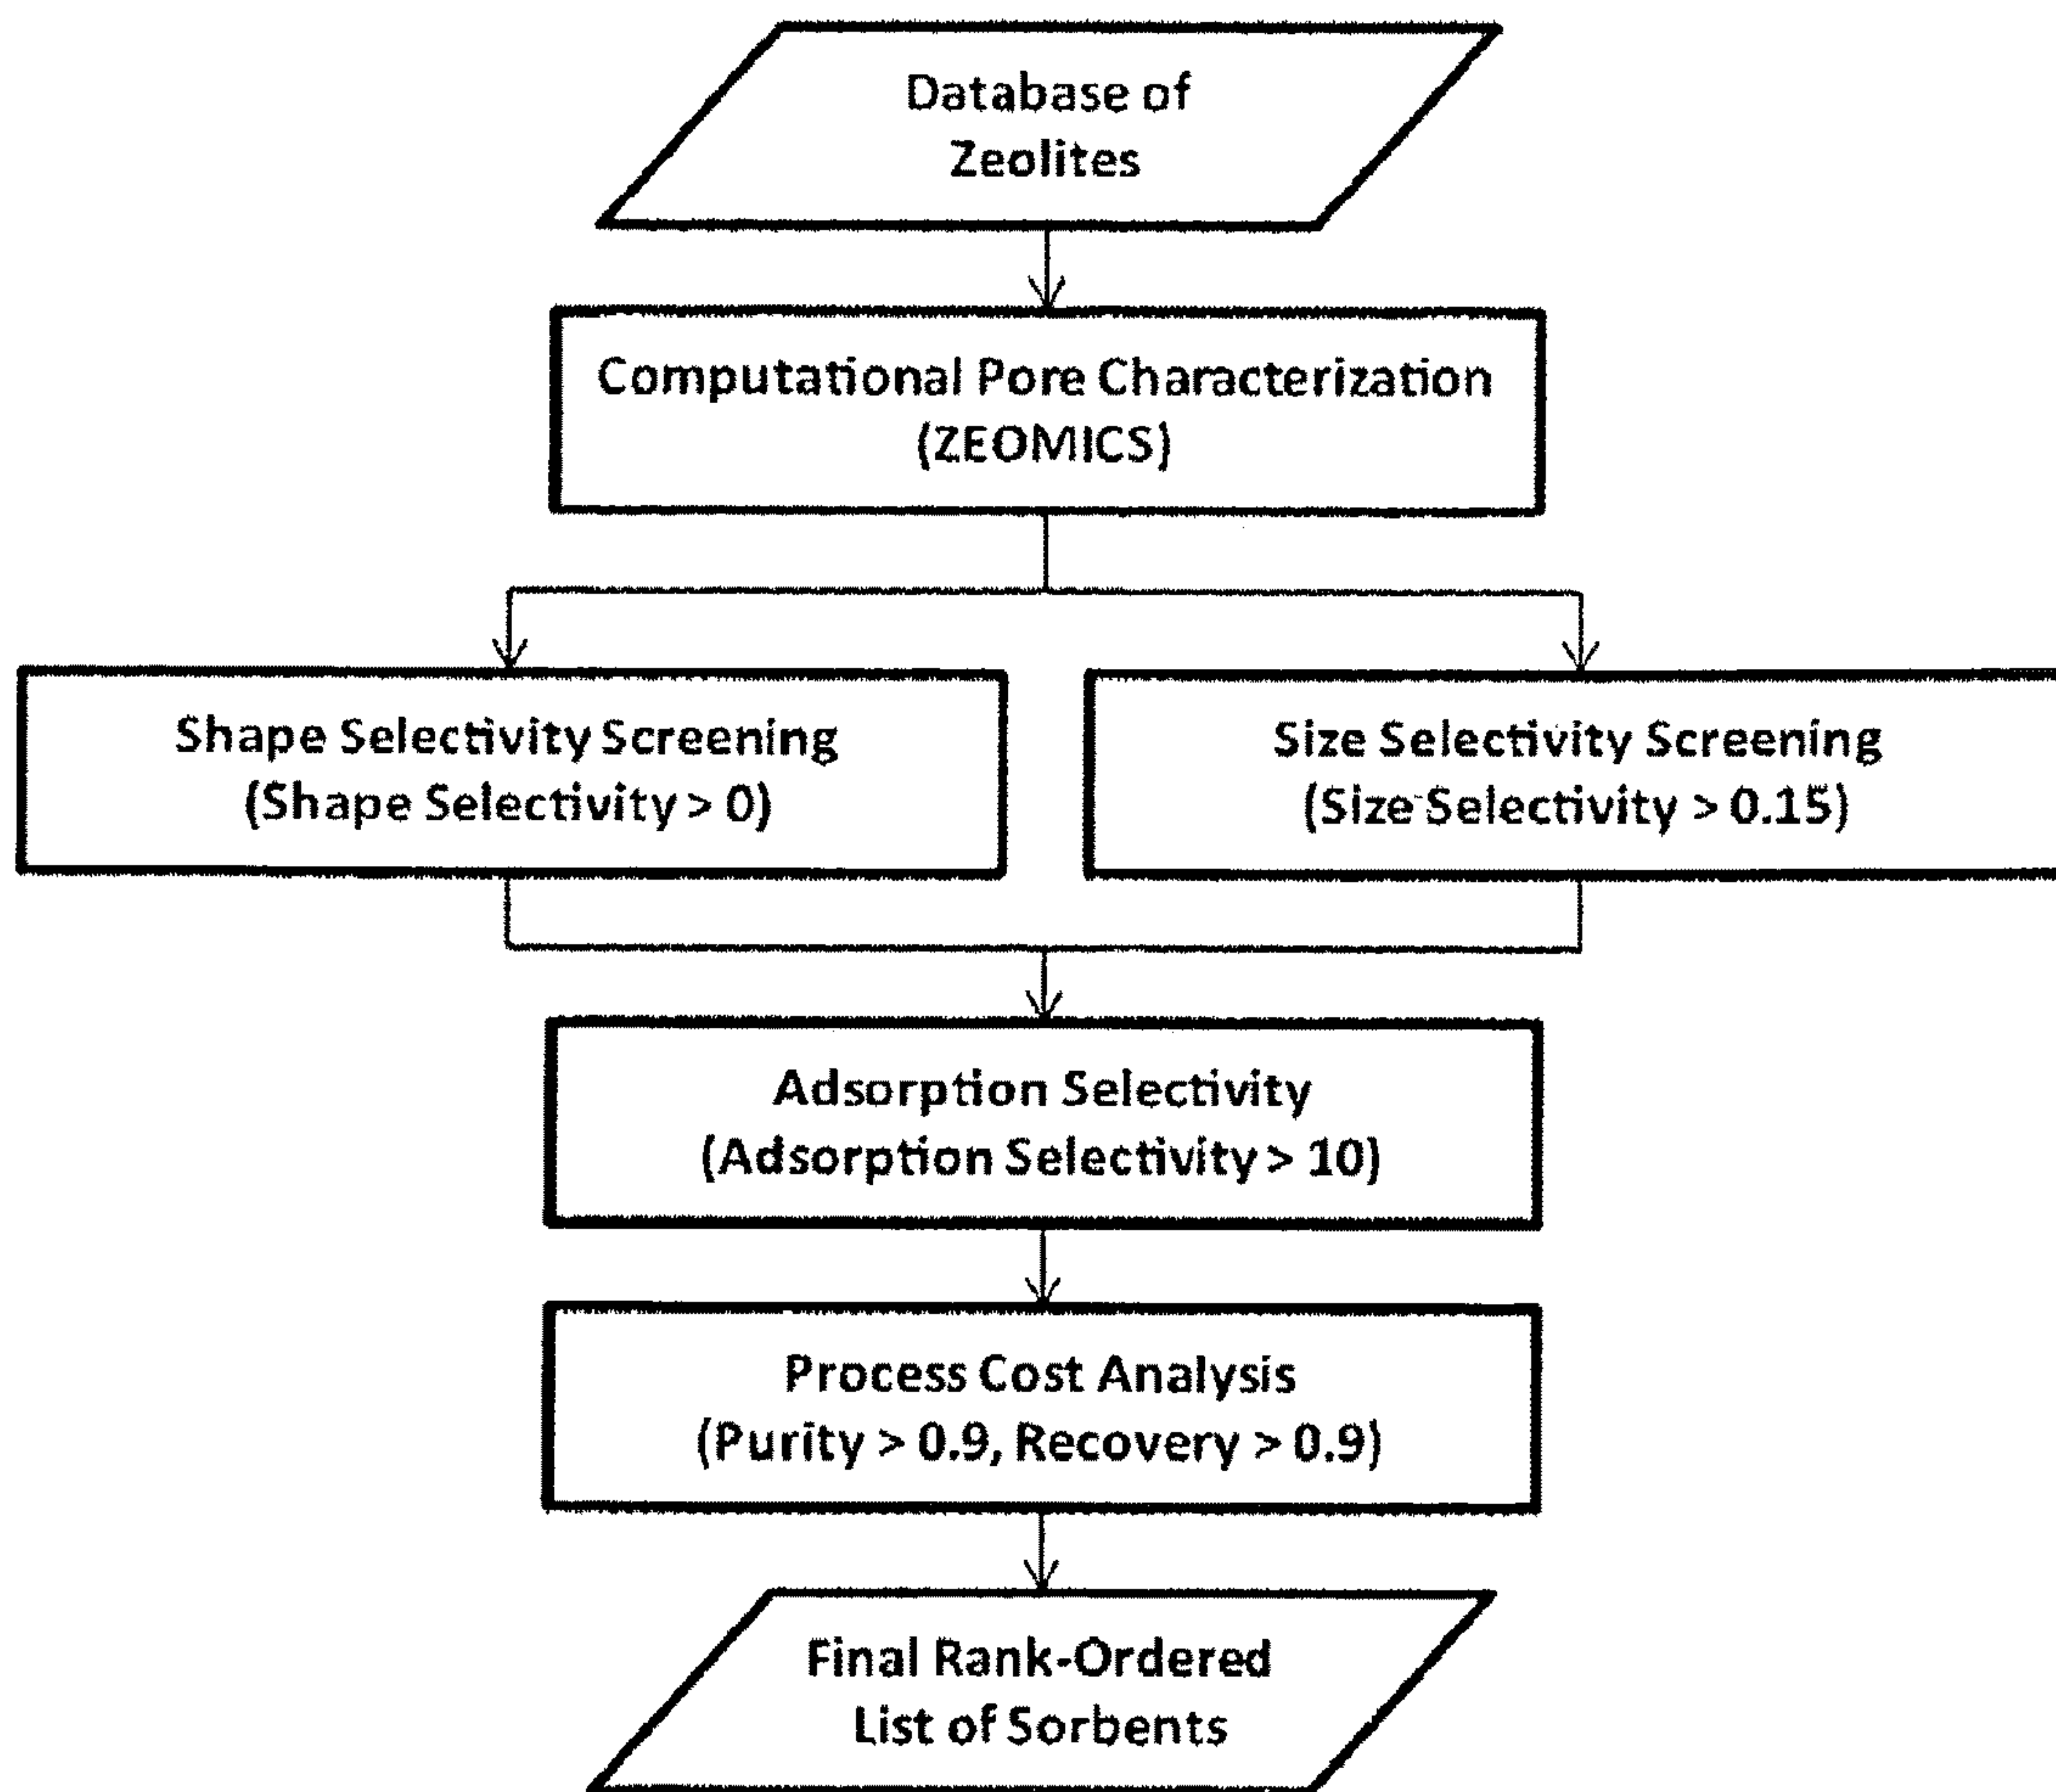 Database of
Zeolites
Computational Pore Characterization
(ZEOMICS)
Shape Selectivity Screening
(Shape Selectivity > 0)
Size Selectivity Screening
(Size Selectivity > 0.15)
Adsorption Selectivity
(Adsorption Selectivity > 10)
Process Cost Analysis
(Purity > 0.9, Recovery > 0.9)
Final Rank-Ordered
List of Sorbents